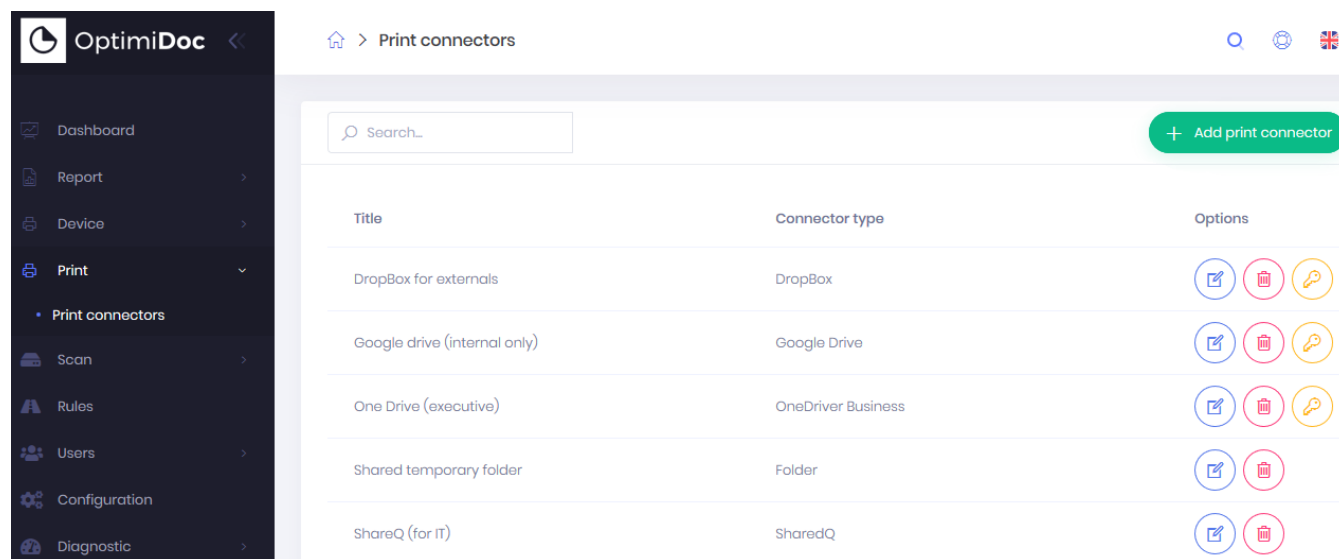 OptimiDoc
Print connectors
Dashboard
Report
Device
Print
Print connectors
Scan
Rules
Users
Configuration
Diagnostic
Search...
Add print connector
Title Connector type Options
DropBox for externals DropBox
Google drive (internal only) Google Drive
One Drive (executive) OneDriver Business
Shared temporary folder Folder
ShareQ (for IT) SharedQ